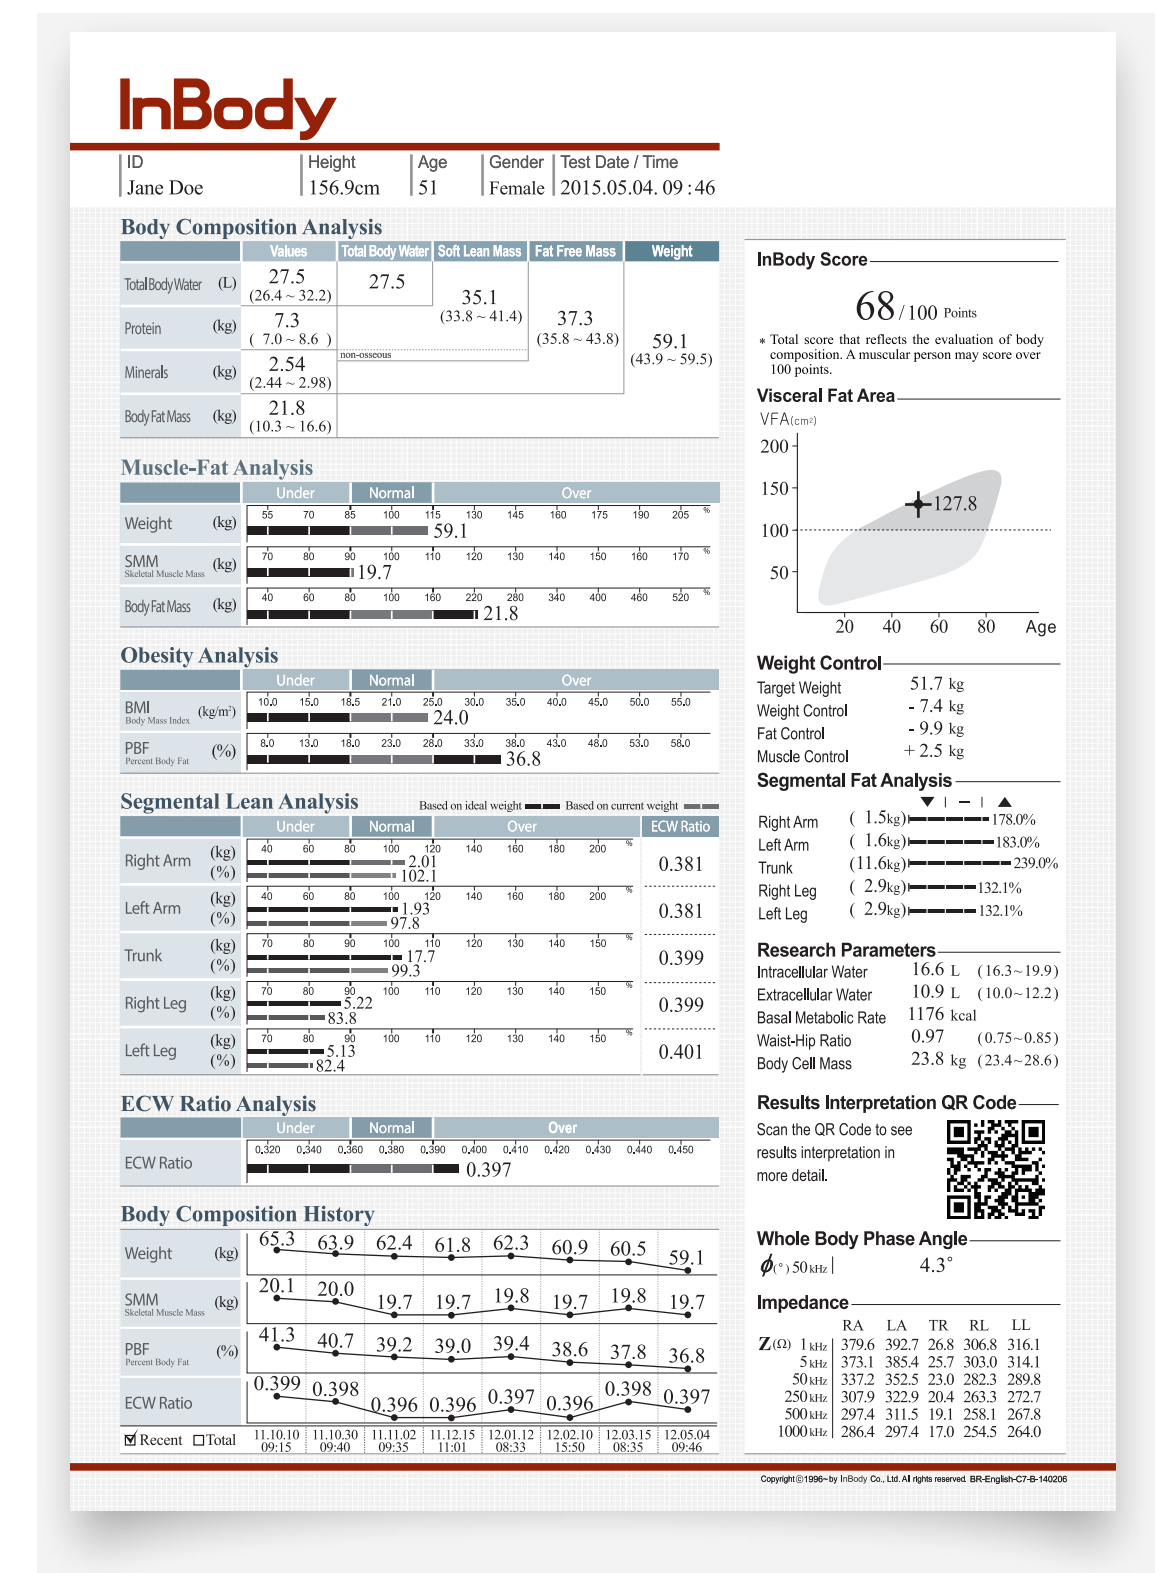 InBody
ID Height Age Gender Test Date / Time
Jane Doe 156.9cm 51 Female 2015.05.04. 09 : 46
Body Composition Analysis
Values Total Body Water Soft Lean Mass Fat Free Mass Weight
Total Body Water (L) 27.5 (26.4 ~ 32.2) 27.5
35.1 (33.8 ~ 41.4)
Protein (kg) 7.3 ( 7.0 ~ 8.6 )
37.3 (35.8 ~ 43.8)
59.1 (43.9 ~ 59.5)
non-osseous
Minerals (kg) 2.54 (2.44 ~ 2.98)
Body Fat Mass (kg) 21.8 (10.3 ~ 16.6)
Muscle-Fat Analysis
Under Normal Over
55 70 85 100 115 130 145 160 175 190 205 %
Weight (kg) 59.1
70 80 90 100 110 120 130 140 150 160 170 %
SMM (kg) 19.7
Skeletal Muscle Mass
40 60 80 100 160 220 280 340 400 460 520 %
Body Fat Mass (kg) 21.8
Obesity Analysis
Under Normal Over
10.0 15.0 18.5 21.0 25.0 30.0 35.0 40.0 45.0 50.0 55.0
BMI (kg/m²) 24.0
Body Mass Index
8.0 13.0 18.0 23.0 28.0 33.0 38.0 43.0 48.0 53.0 58.0
PBF (%) 36.8
Percent Body Fat
Segmental Lean Analysis Based on ideal weight Based on current weight
Under Normal Over ECW Ratio
40 60 80 100 120 140 160 180 200 %
Right Arm (kg) 2.01 0.381
(%) 102.1
40 60 80 100 120 140 160 180 200 %
Left Arm (kg) 1.93 0.381
(%) 97.8
70 80 90 100 110 120 130 140 150 %
Trunk (kg) 17.7 0.399
(%) 99.3
70 80 90 100 110 120 130 140 150 %
Right Leg (kg) 5.22 0.399
(%) 83.8
70 80 90 100 110 120 130 140 150 %
Left Leg (kg) 5.13 0.401
(%) 82.4
ECW Ratio Analysis
Under Normal Over
0.320 0.340 0.360 0.380 0.390 0.400 0.410 0.420 0.430 0.440 0.450
ECW Ratio 0.397
Body Composition History
Weight (kg) 65.3 63.9 62.4 61.8 62.3 60.9 60.5 59.1
SMM (kg) 20.1 20.0 19.7 19.7 19.8 19.7 19.8 19.7
Skeletal Muscle Mass
PBF (%) 41.3 40.7 39.2 39.0 39.4 38.6 37.8 36.8
Percent Body Fat
ECW Ratio 0.399 0.398 0.396 0.396 0.397 0.396 0.398 0.397
Recent Total 11.10.10 11.10.30 11.11.02 11.12.15 12.01.12 12.02.10 12.03.15 12.05.04
09:15 09:40 09:35 11:01 08:33 15:50 08:35 09:46
InBody Score
68 / 100 Points
* Total score that reflects the evaluation of body
composition. A muscular person may score over
100 points.
Visceral Fat Area
VFA(cm²)
200
150
127.8
100
50
20 40 60 80 Age
Weight Control
Target Weight 51.7 kg
Weight Control - 7.4 kg
Fat Control - 9.9 kg
Muscle Control + 2.5 kg
Segmental Fat Analysis
▼ | − | ▲
Right Arm ( 1.5kg) 178.0%
Left Arm ( 1.6kg) 183.0%
Trunk (11.6kg) 239.0%
Right Leg ( 2.9kg) 132.1%
Left Leg ( 2.9kg) 132.1%
Research Parameters
Intracellular Water 16.6 L (16.3~19.9)
Extracellular Water 10.9 L (10.0~12.2)
Basal Metabolic Rate 1176 kcal
Waist-Hip Ratio 0.97 (0.75~0.85)
Body Cell Mass 23.8 kg (23.4~28.6)
Results Interpretation QR Code
Scan the QR Code to see
results interpretation in
more detail.
Whole Body Phase Angle
ϕ(°) 50 kHz | 4.3°
Impedance
RA LA TR RL LL
Z(Ω) 1 kHz 379.6 392.7 26.8 306.8 316.1
5 kHz 373.1 385.4 25.7 303.0 314.1
50 kHz 337.2 352.5 23.0 282.3 289.8
250 kHz 307.9 322.9 20.4 263.3 272.7
500 kHz 297.4 311.5 19.1 258.1 267.8
1000 kHz 286.4 297.4 17.0 254.5 264.0
Copyright©1996~by InBody Co., Ltd. All rights reserved. BR-English-C7-B-140206